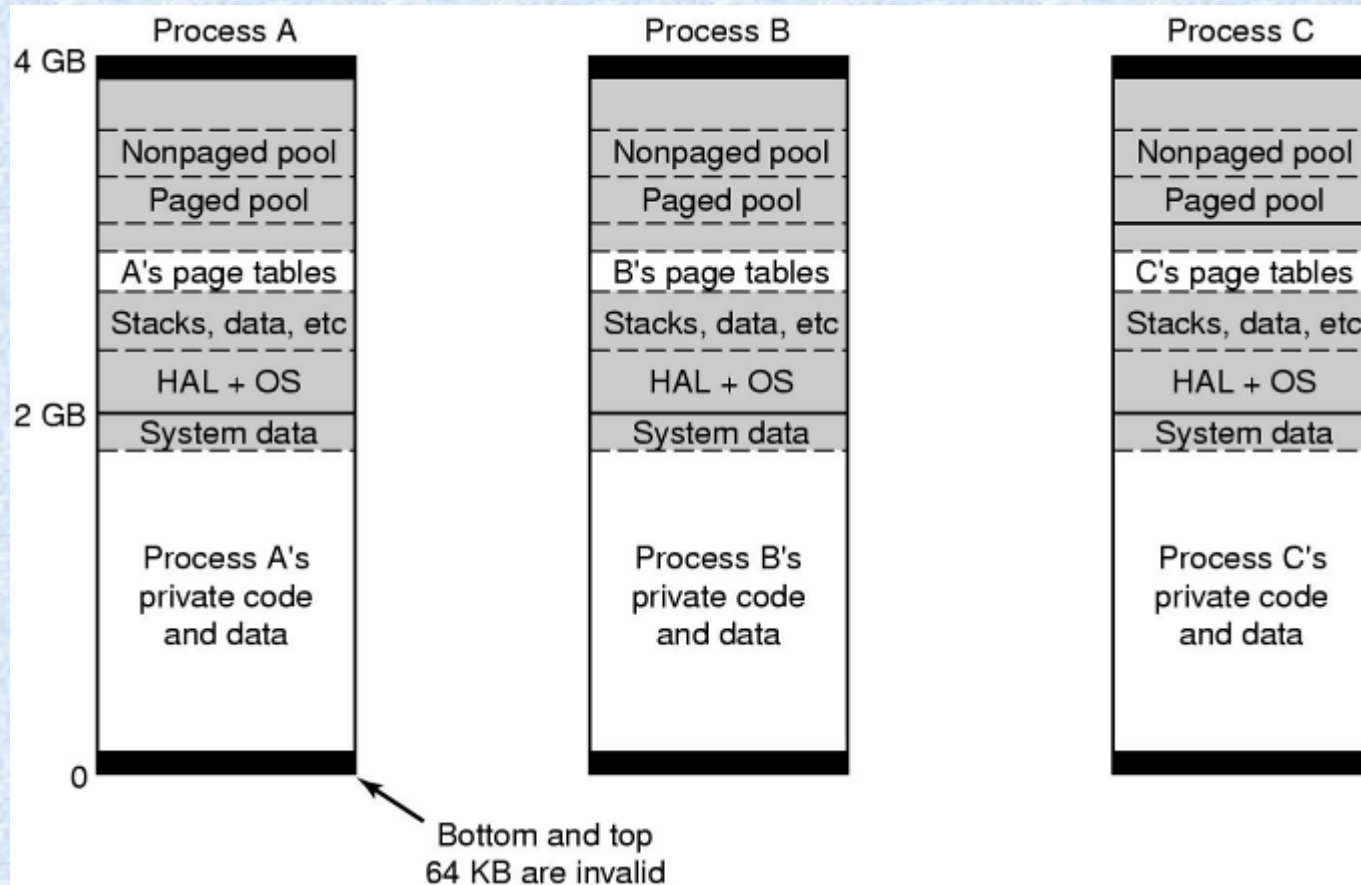 Process A
Process B
Process C
4 GB
Nonpaged pool
Nonpaged pool
Nonpaged pool
Paged pool
Paged pool
Paged pool
A's page tables
B's page tables
C's page tables
Stacks, data, etc
Stacks, data, etc
Stacks, data, etc
HAL + OS
HAL + OS
HAL + OS
2 GB
System data
System data
System data
Process A's
private code
and data
Process B's
private code
and data
Process C's
private code
and data
0
Bottom and top
64 KB are invalid